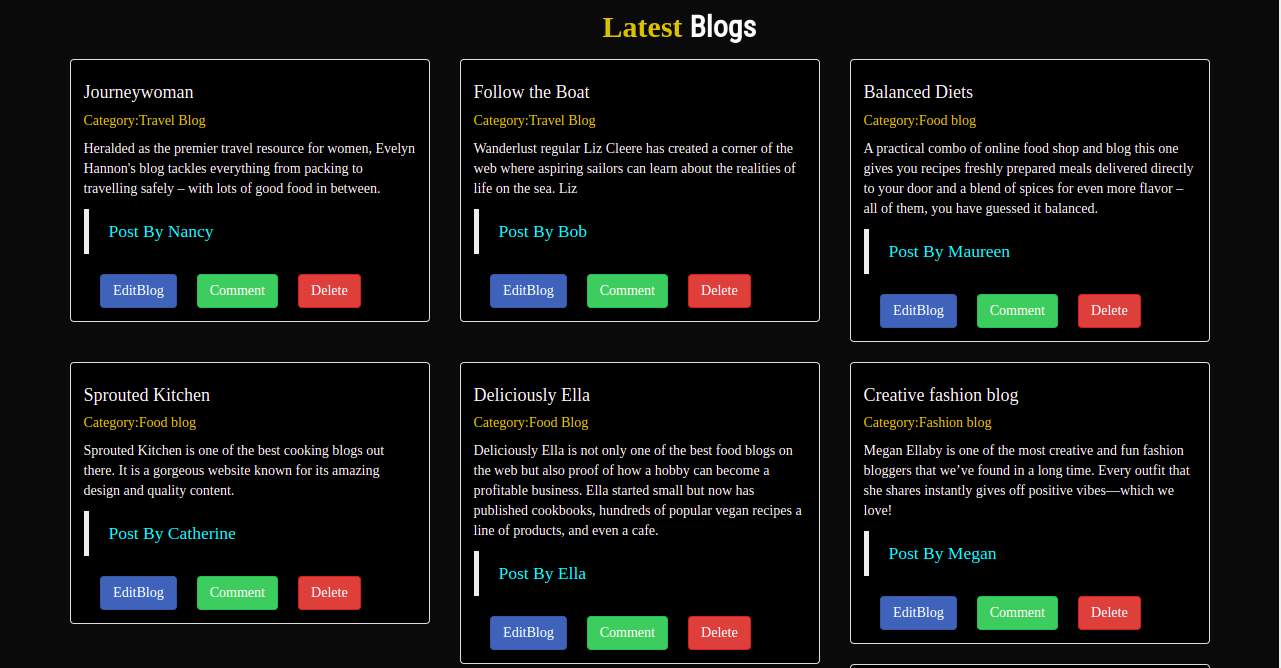 Latest Blogs
Journeywoman
Category:Travel Blog
Heralded as the premier travel resource for women, Evelyn
Hannon's blog tackles everything from packing to
travelling safely – with lots of good food in between.
Post By Nancy
EditBlog Comment Delete
Follow the Boat
Category:Travel Blog
Wanderlust regular Liz Cleere has created a corner of the
web where aspiring sailors can learn about the realities of
life on the sea. Liz
Post By Bob
EditBlog Comment Delete
Balanced Diets
Category:Food blog
A practical combo of online food shop and blog this one
gives you recipes freshly prepared meals delivered directly
to your door and a blend of spices for even more flavor –
all of them, you have guessed it balanced.
Post By Maureen
EditBlog Comment Delete
Sprouted Kitchen
Category:Food blog
Sprouted Kitchen is one of the best cooking blogs out
there. It is a gorgeous website known for its amazing
design and quality content.
Post By Catherine
EditBlog Comment Delete
Deliciously Ella
Category:Food Blog
Deliciously Ella is not only one of the best food blogs on
the web but also proof of how a hobby can become a
profitable business. Ella started small but now has
published cookbooks, hundreds of popular vegan recipes a
line of products, and even a cafe.
Post By Ella
EditBlog Comment Delete
Creative fashion blog
Category:Fashion blog
Megan Ellaby is one of the most creative and fun fashion
bloggers that we’ve found in a long time. Every outfit that
she shares instantly gives off positive vibes—which we
love!
Post By Megan
EditBlog Comment Delete